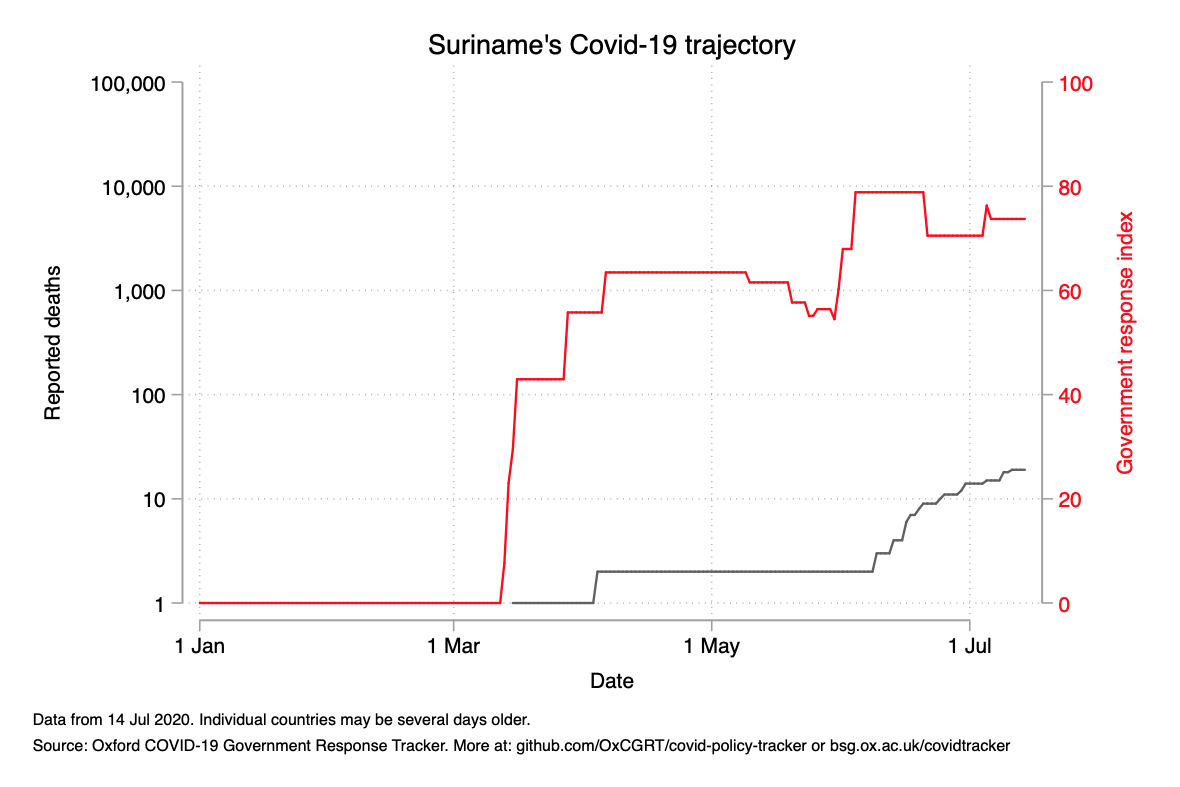 Suriname's Covid-19 trajectory
100,000
10,000
1,000
100
10
1
Reported deaths
100
80
60
40
20
0
Government response index
1 Jan
1 Mar
1 May
1 Jul
Date
Data from 14 Jul 2020. Individual countries may be several days older.
Source: Oxford COVID-19 Government Response Tracker. More at: github.com/OxCGRT/covid-policy-tracker or bsg.ox.ac.uk/covidtracker